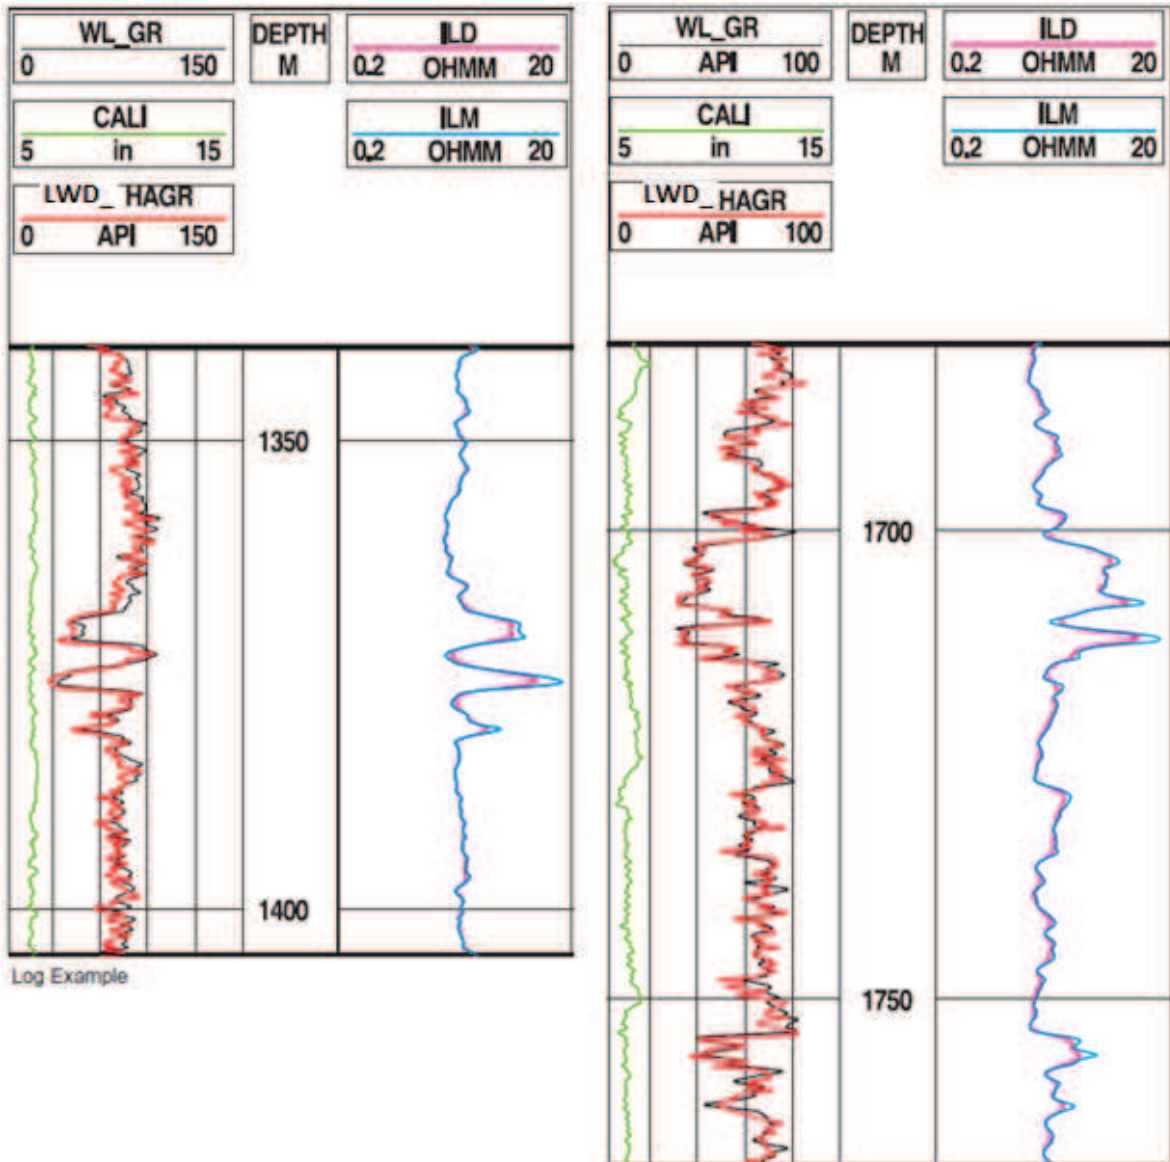 WL_GR
0 150
DEPTH
M
ILD
0.2 OHMM 20
CALI
5 in 15
ILM
0.2 OHMM 20
LWD_ HAGR
0 API 150
1350
1400
Log Example
WL_GR
0 API 100
DEPTH
M
ILD
0.2 OHMM 20
CALI
5 in 15
ILM
0.2 OHMM 20
LWD_ HAGR
0 API 100
1700
1750